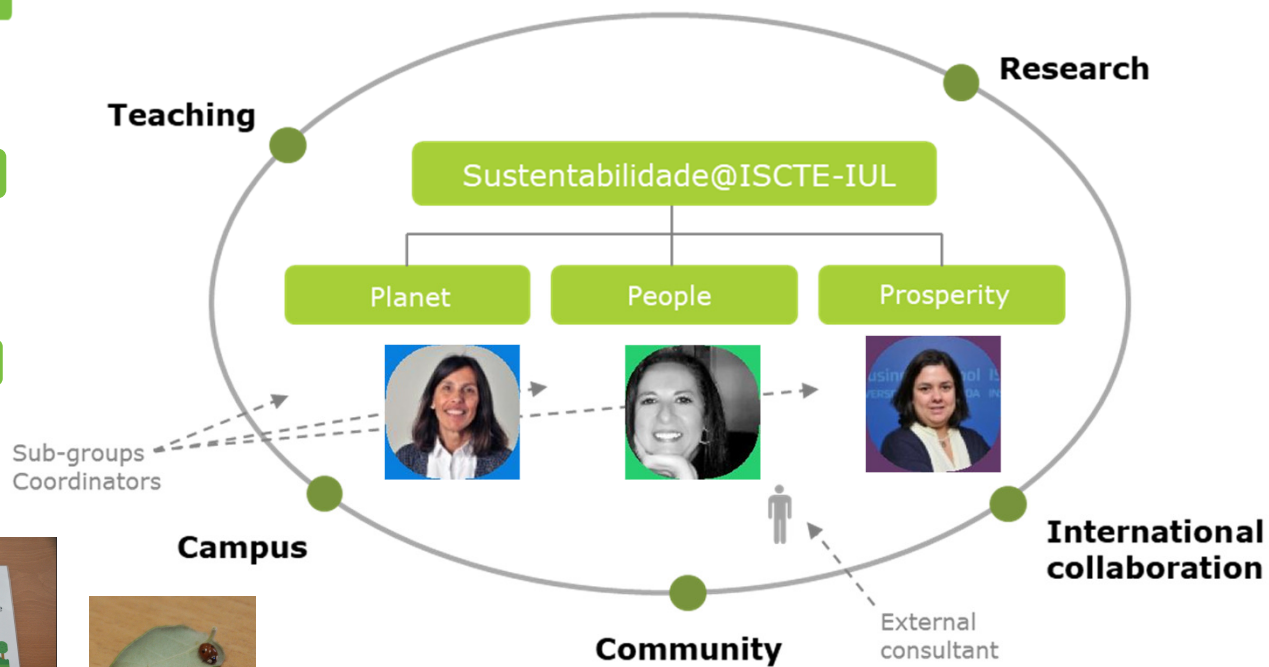 Research
Teaching
Sustentabilidade@ISCTE-IUL
Planet
People
Prosperity
Sub-groups
Coordinators
Campus
International
collaboration
Community
External
consultant